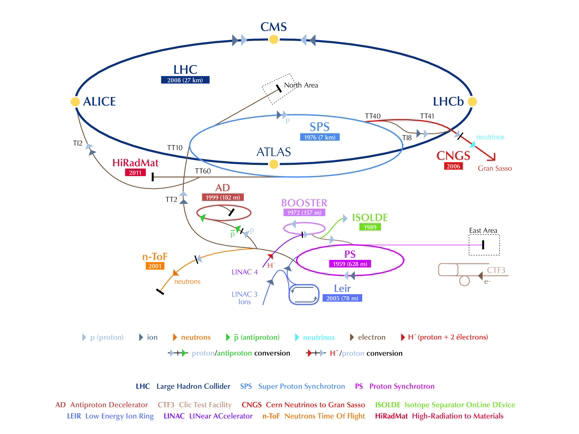 CMS
North Area
LHC
2008 (27 km)
ALICE
LHCb
TT40
TT41
SPS
1976 (7 km)
TI8
neutrinos
TI2
TT10
ATLAS
CNGS
2006
Gran Sasso
HiRadMat
2011
TT60
AD
1999 (182 m)
TT2
BOOSTER
1972 (157 m)
ISOLDE
1989
p
p̅
p
East Area
n-ToF
2001
neutrons
LINAC 4
H⁻
PS
1959 (628 m)
CTF3
e⁻
LINAC 3
Ions
Leir
2005 (78 m)
p (proton)
ion
neutrons
p̅ (antiproton)
neutrinos
electron
H⁻ (proton + 2 électrons)
proton/antiproton conversion
H⁻/proton conversion
LHC Large Hadron Collider SPS Super Proton Synchrotron PS Proton Synchrotron
AD Antiproton Decelerator CTF3 Clic Test Facility CNGS Cern Neutrinos to Gran Sasso ISOLDE Isotope Separator OnLine DEvice
LEIR Low Energy Ion Ring LINAC LINear ACcelerator n-ToF Neutrons Time Of Flight HiRadMat High-Radiation to Materials